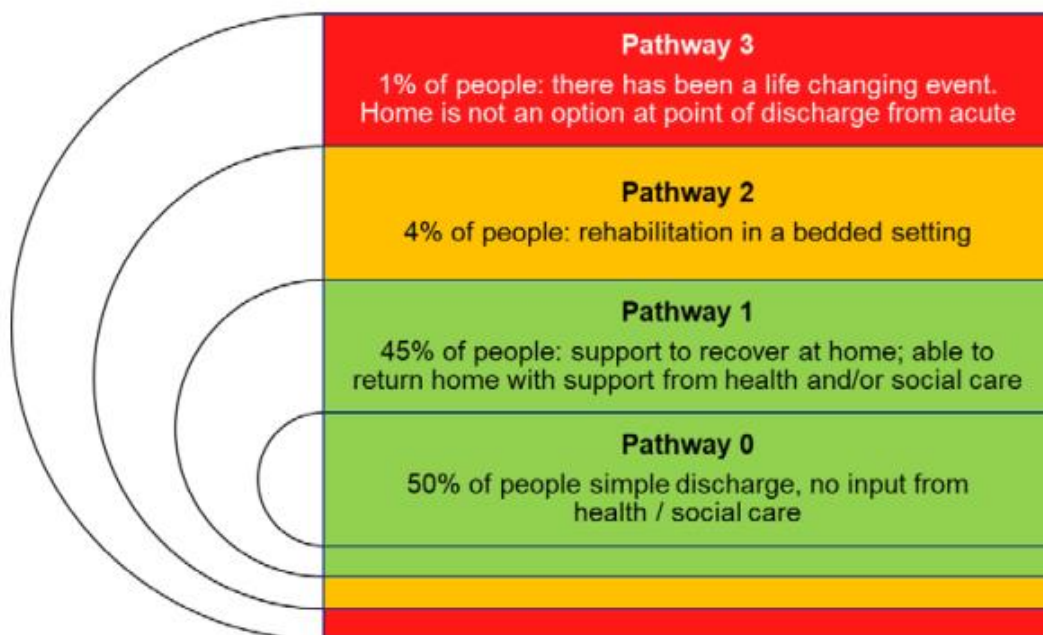 Pathway 3
1% of people: there has been a life changing event.
Home is not an option at point of discharge from acute
Pathway 2
4% of people: rehabilitation in a bedded setting
Pathway 1
45% of people: support to recover at home; able to
return home with support from health and/or social care
Pathway 0
50% of people simple discharge, no input from
health / social care